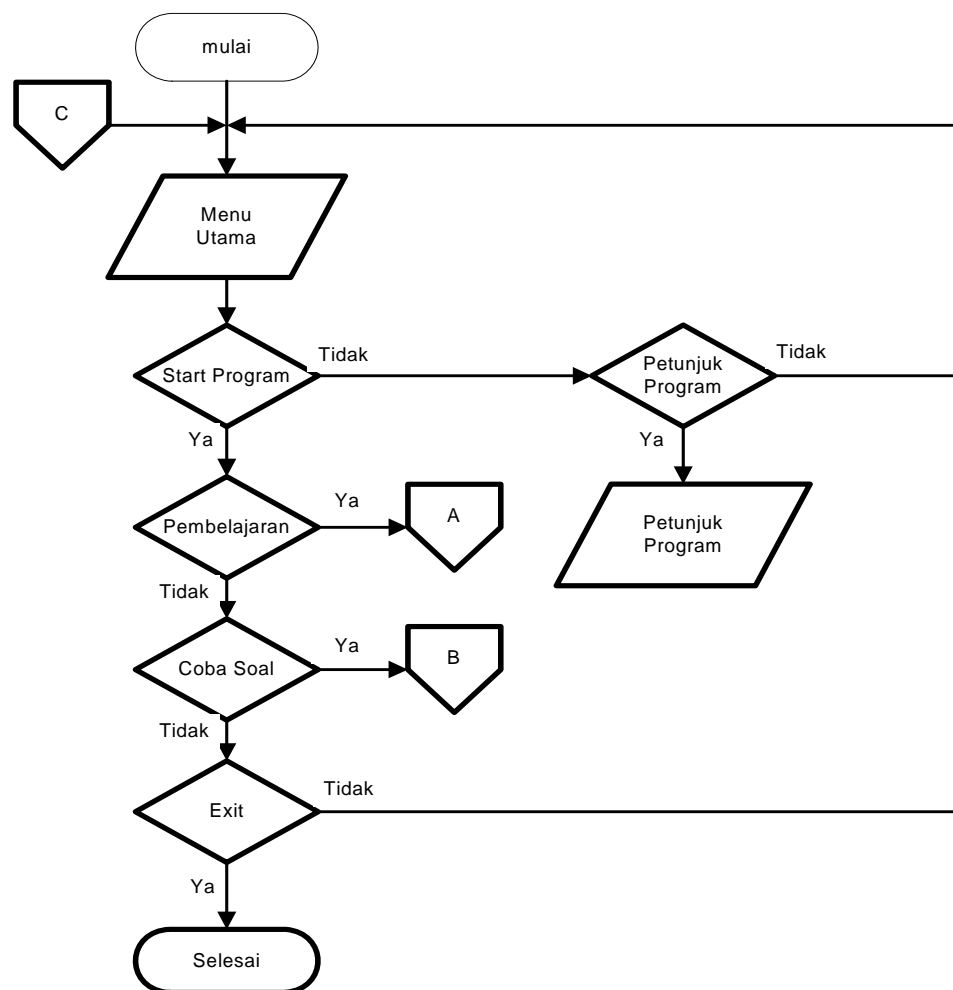 mulai
C
Menu
Utama
Start Program
Tidak
Petunjuk
Program
Tidak
Ya
Ya
Pembelajaran
Ya
A
Petunjuk
Program
Tidak
Coba Soal
Ya
B
Tidak
Exit
Tidak
Ya
Selesai